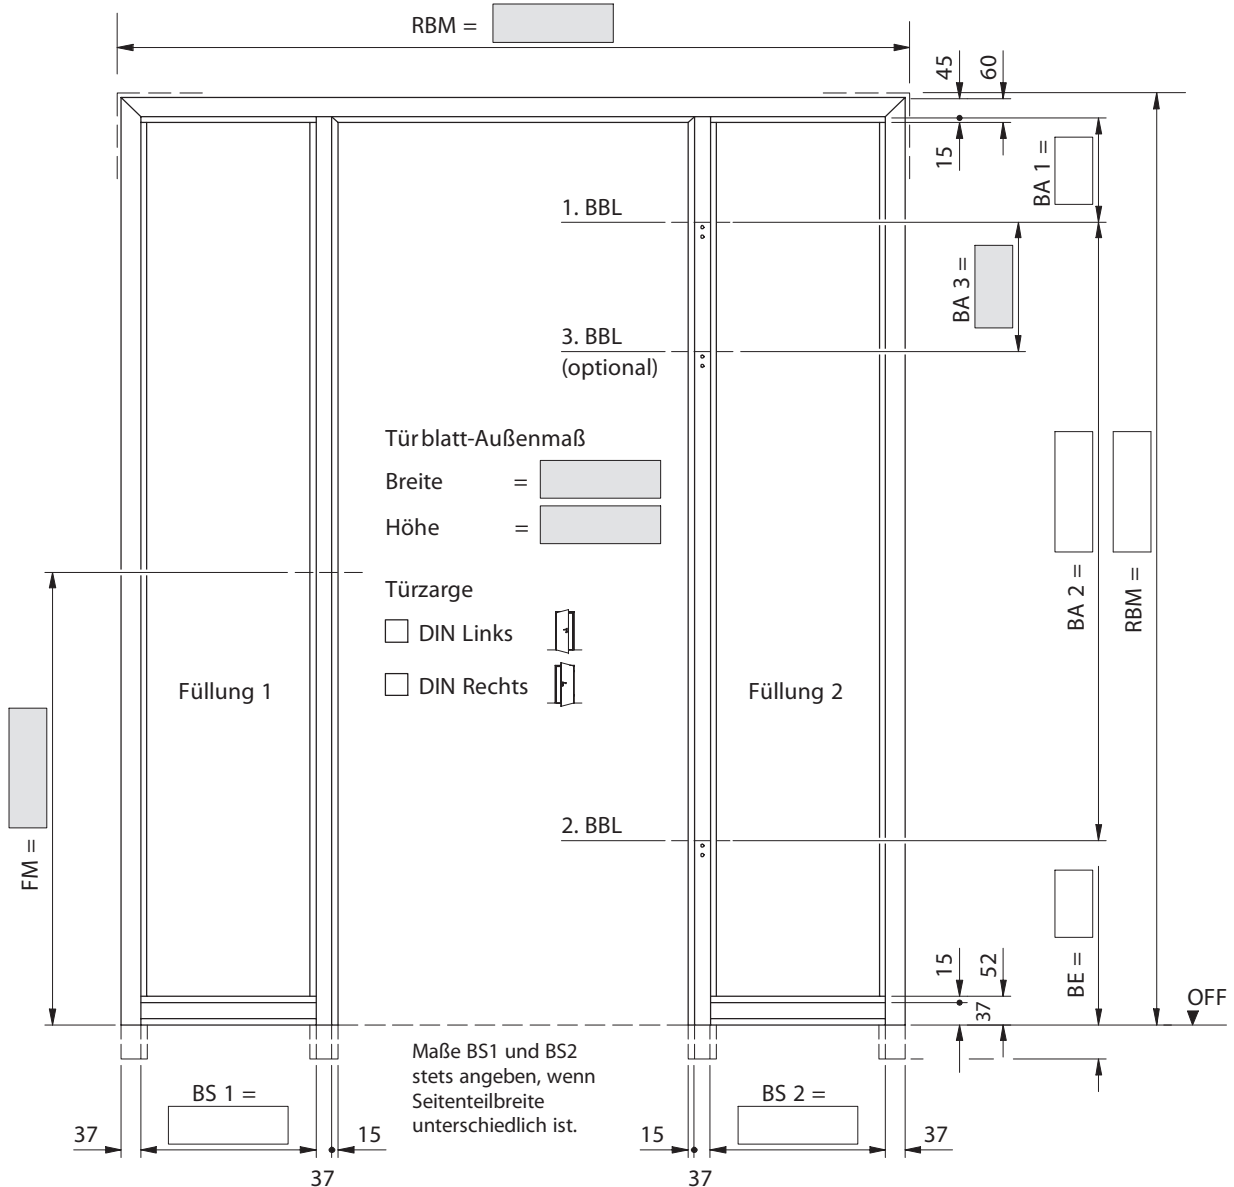 RBM =
45
60
15
BA 1 =
1. BBL
BA 3 =
3. BBL
(optional)
Türblatt-Außenmaß
Breite =
Höhe =
BA 2 =
RBM =
Türzarge
DIN Links
DIN Rechts
Füllung 1
Füllung 2
FM =
2. BBL
15
52
37
BE =
OFF
Maße BS1 und BS2
stets angeben, wenn
Seitenteilbreite
unterschiedlich ist.
BS 1 =
BS 2 =
37
15
15
37
37
37